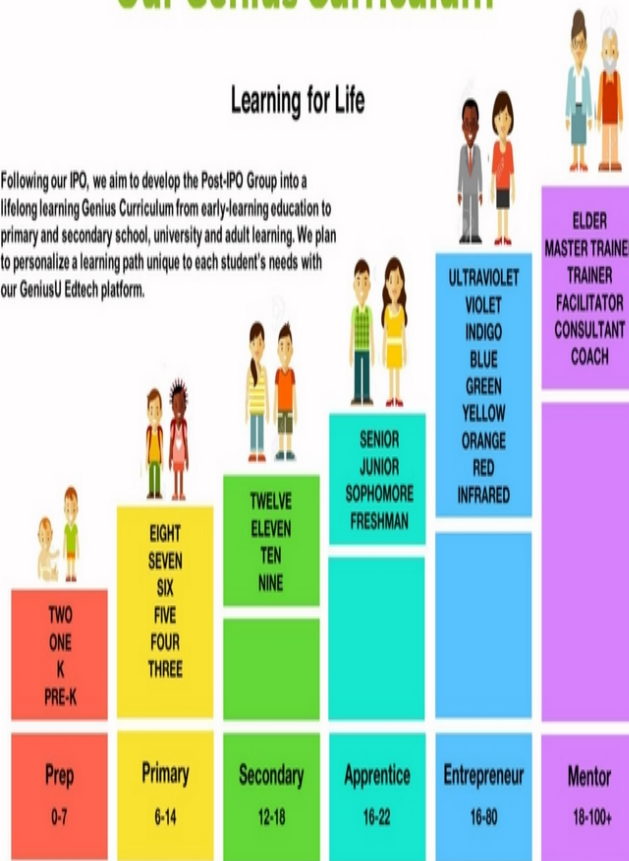 Our Genius Curriculum
Learning for Life
Following our IPO, we aim to develop the Post-IPO Group into a
lifelong learning Genius Curriculum from early-learning education to
primary and secondary school, university and adult learning. We plan
to personalize a learning path unique to each student's needs with
our GeniusU Edtech platform.
TWO
ONE
K
PRE-K
Prep
0-7
EIGHT
SEVEN
SIX
FIVE
FOUR
THREE
Primary
6-14
TWELVE
ELEVEN
TEN
NINE
Secondary
12-18
SENIOR
JUNIOR
SOPHOMORE
FRESHMAN
Apprentice
16-22
ULTRAVIOLET
VIOLET
INDIGO
BLUE
GREEN
YELLOW
ORANGE
RED
INFRARED
Entrepreneur
16-80
ELDER
MASTER TRAINE
TRAINER
FACILITATOR
CONSULTANT
COACH
Mentor
18-100+